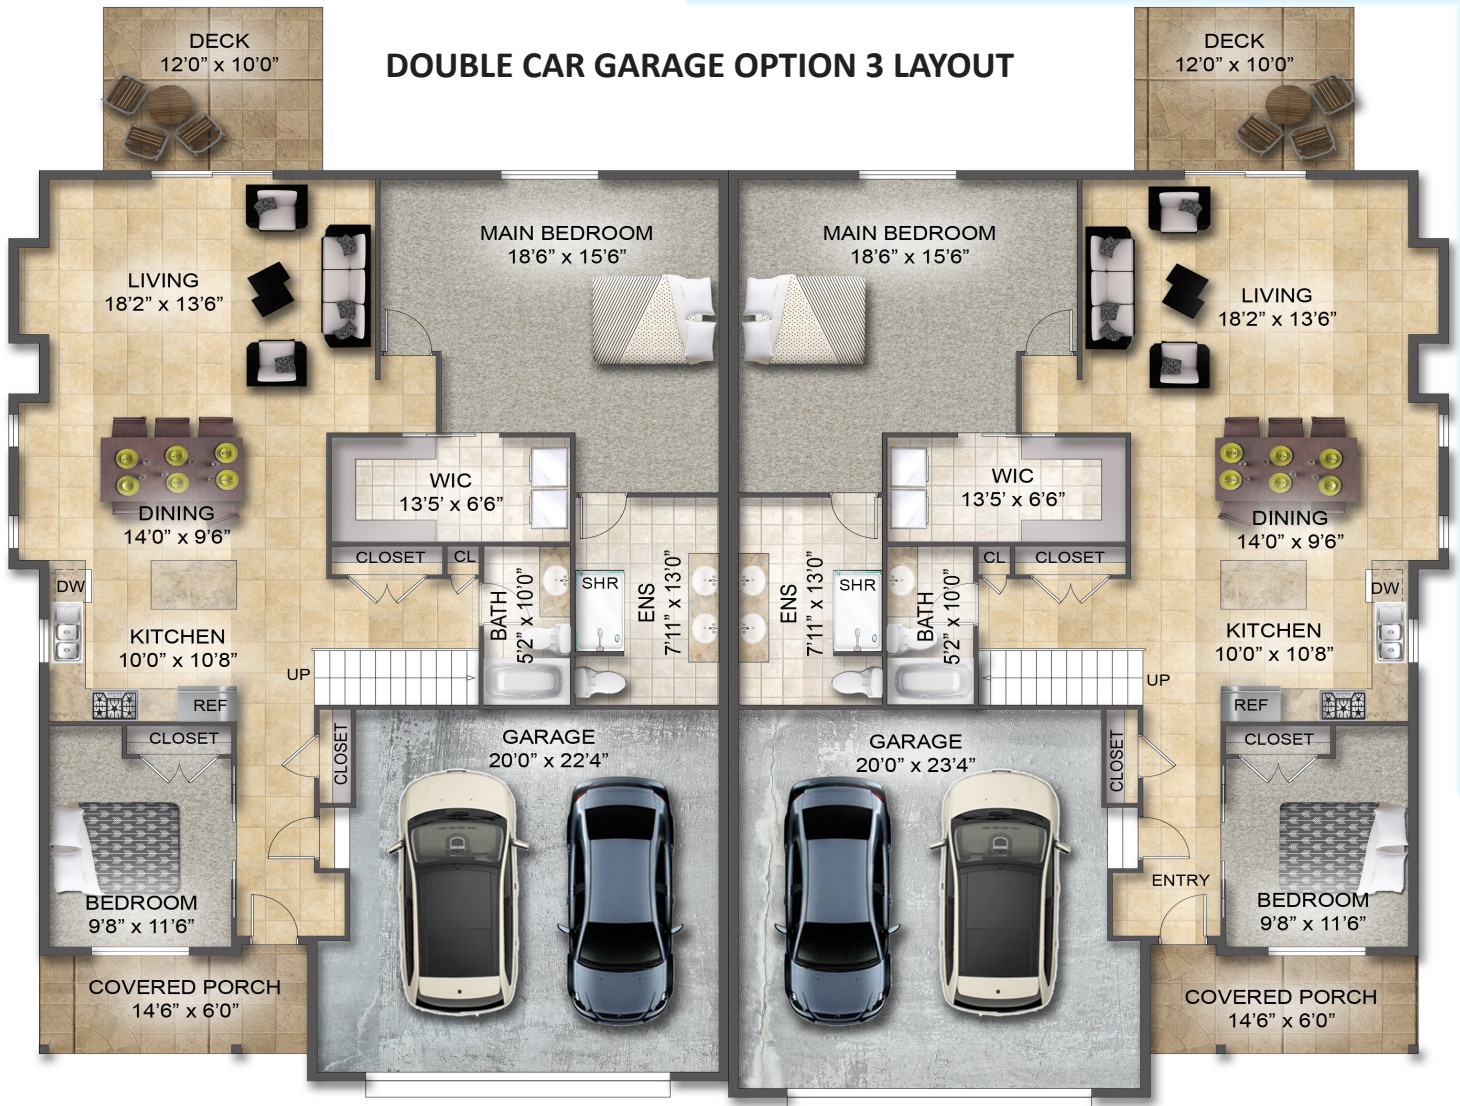 DOUBLE CAR GARAGE OPTION 3 LAYOUT
DECK
12'0" x 10'0"
DECK
12'0" x 10'0"
LIVING
18'2" x 13'6"
MAIN BEDROOM
18'6" x 15'6"
MAIN BEDROOM
18'6" x 15'6"
LIVING
18'2" x 13'6"
WIC
13'5' x 6'6"
WIC
13'5' x 6'6"
DINING
14'0" x 9'6"
DINING
14'0" x 9'6"
CLOSET
CL
CL
CLOSET
DW
BATH
5'2" x 10'0"
SHR
ENS
7'11" x 13'0"
ENS
7'11" x 13'0"
SHR
BATH
5'2" x 10'0"
DW
KITCHEN
10'0" x 10'8"
KITCHEN
10'0" x 10'8"
UP
UP
REF
REF
CLOSET
CLOSET
GARAGE
20'0" x 22'4"
GARAGE
20'0" x 23'4"
CLOSET
CLOSET
BEDROOM
9'8" x 11'6"
ENTRY
BEDROOM
9'8" x 11'6"
COVERED PORCH
14'6" x 6'0"
COVERED PORCH
14'6" x 6'0"